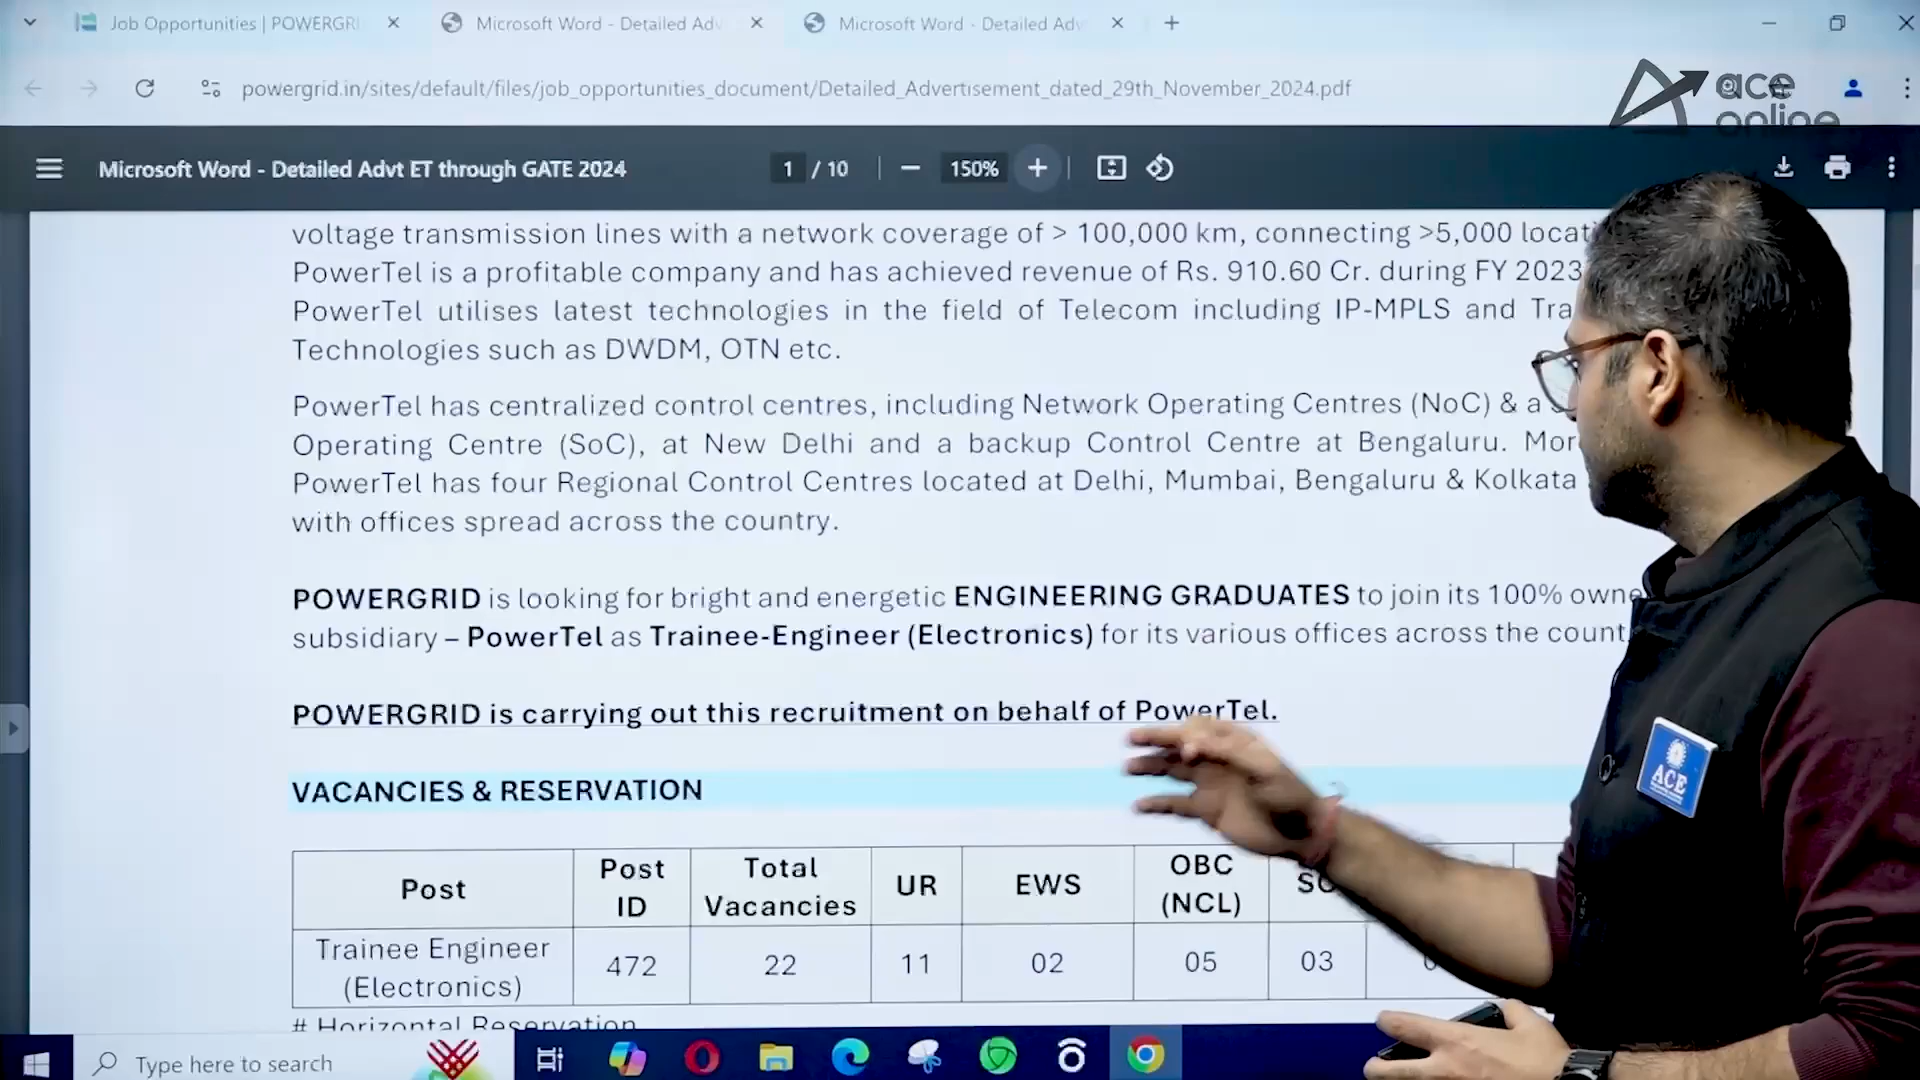 Job Opportunities | POWERGRI
Microsoft Word - Detailed Adv
Microsoft Word - Detailed Adv
powergrid.in/sites/default/files/job_opportunities_document/Detailed_Advertisement_dated_29th_November_2024.pdf
ace
online
Microsoft Word - Detailed Advt ET through GATE 2024
1 / 10
150%
voltage transmission lines with a network coverage of > 100,000 km, connecting >5,000
PowerTel is a profitable company and has achieved revenue of Rs. 910.60 Cr. during FY 2023
PowerTel utilises latest technologies in the field of Telecom including IP-MPLS and
Technologies such as DWDM, OTN etc.
PowerTel has centralized control centres, including Network Operating Centres (NoC) & a
Operating Centre (SoC), at New Delhi and a backup Control Centre at Bengaluru.
PowerTel has four Regional Control Centres located at Delhi, Mumbai, Bengaluru & Kolkata
with offices spread across the country.
POWERGRID is looking for bright and energetic ENGINEERING GRADUATES to join its 100%
subsidiary – PowerTel as Trainee-Engineer (Electronics) for its various offices across the
POWERGRID is carrying out this recruitment on behalf of PowerTel.
VACANCIES & RESERVATION
Post
Post ID
Total Vacancies
UR
EWS
OBC (NCL)
Trainee Engineer (Electronics)
472
22
11
02
05
03
# Horizontal Reservation
ACE
Type here to search